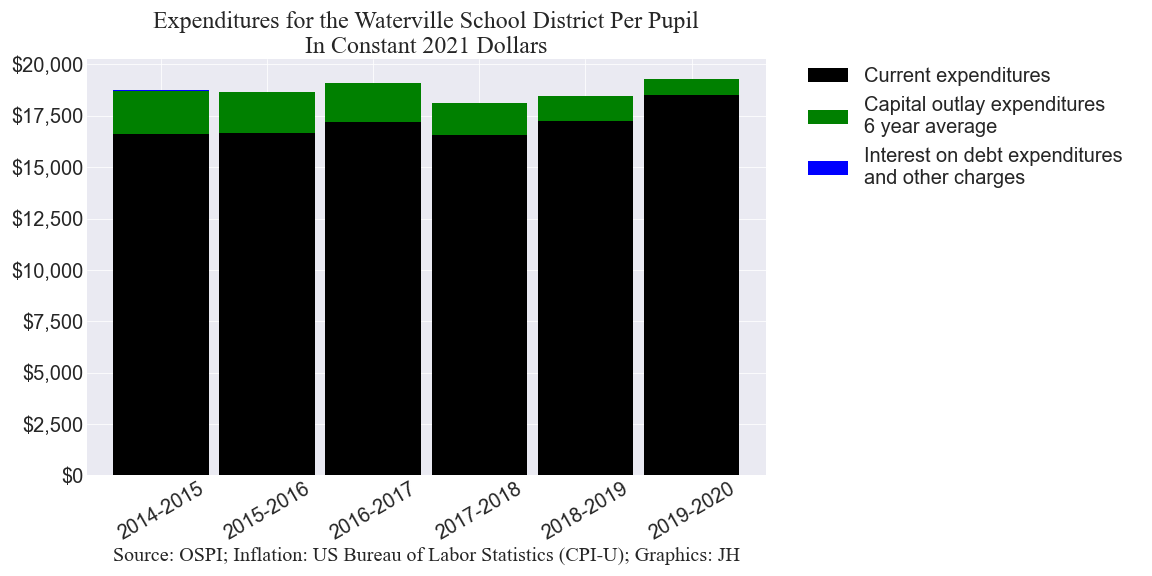 Expenditures for the Waterville School District Per Pupil
In Constant 2021 Dollars
$20,000
$17,500
$15,000
$12,500
$10,000
$7,500
$5,000
$2,500
$0
2014-2015
2015-2016
2016-2017
2017-2018
2018-2019
2019-2020
Current expenditures
Capital outlay expenditures
6 year average
Interest on debt expenditures
and other charges
Source: OSPI; Inflation: US Bureau of Labor Statistics (CPI-U); Graphics: JH